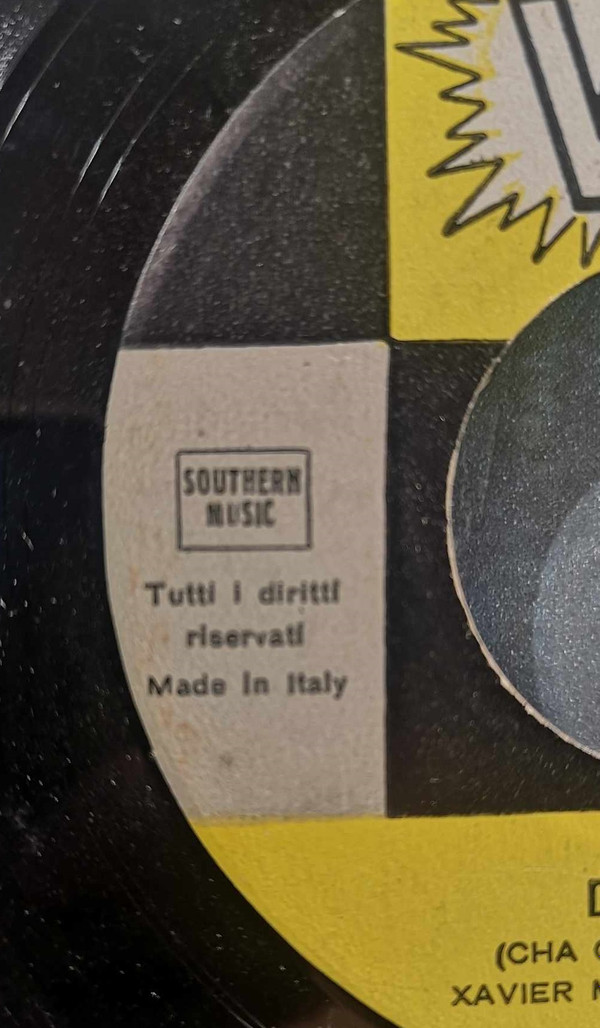 SOUTHERN
MUSIC
Tutti i diritti
riservati
Made in Italy
(CHA
XAVIER